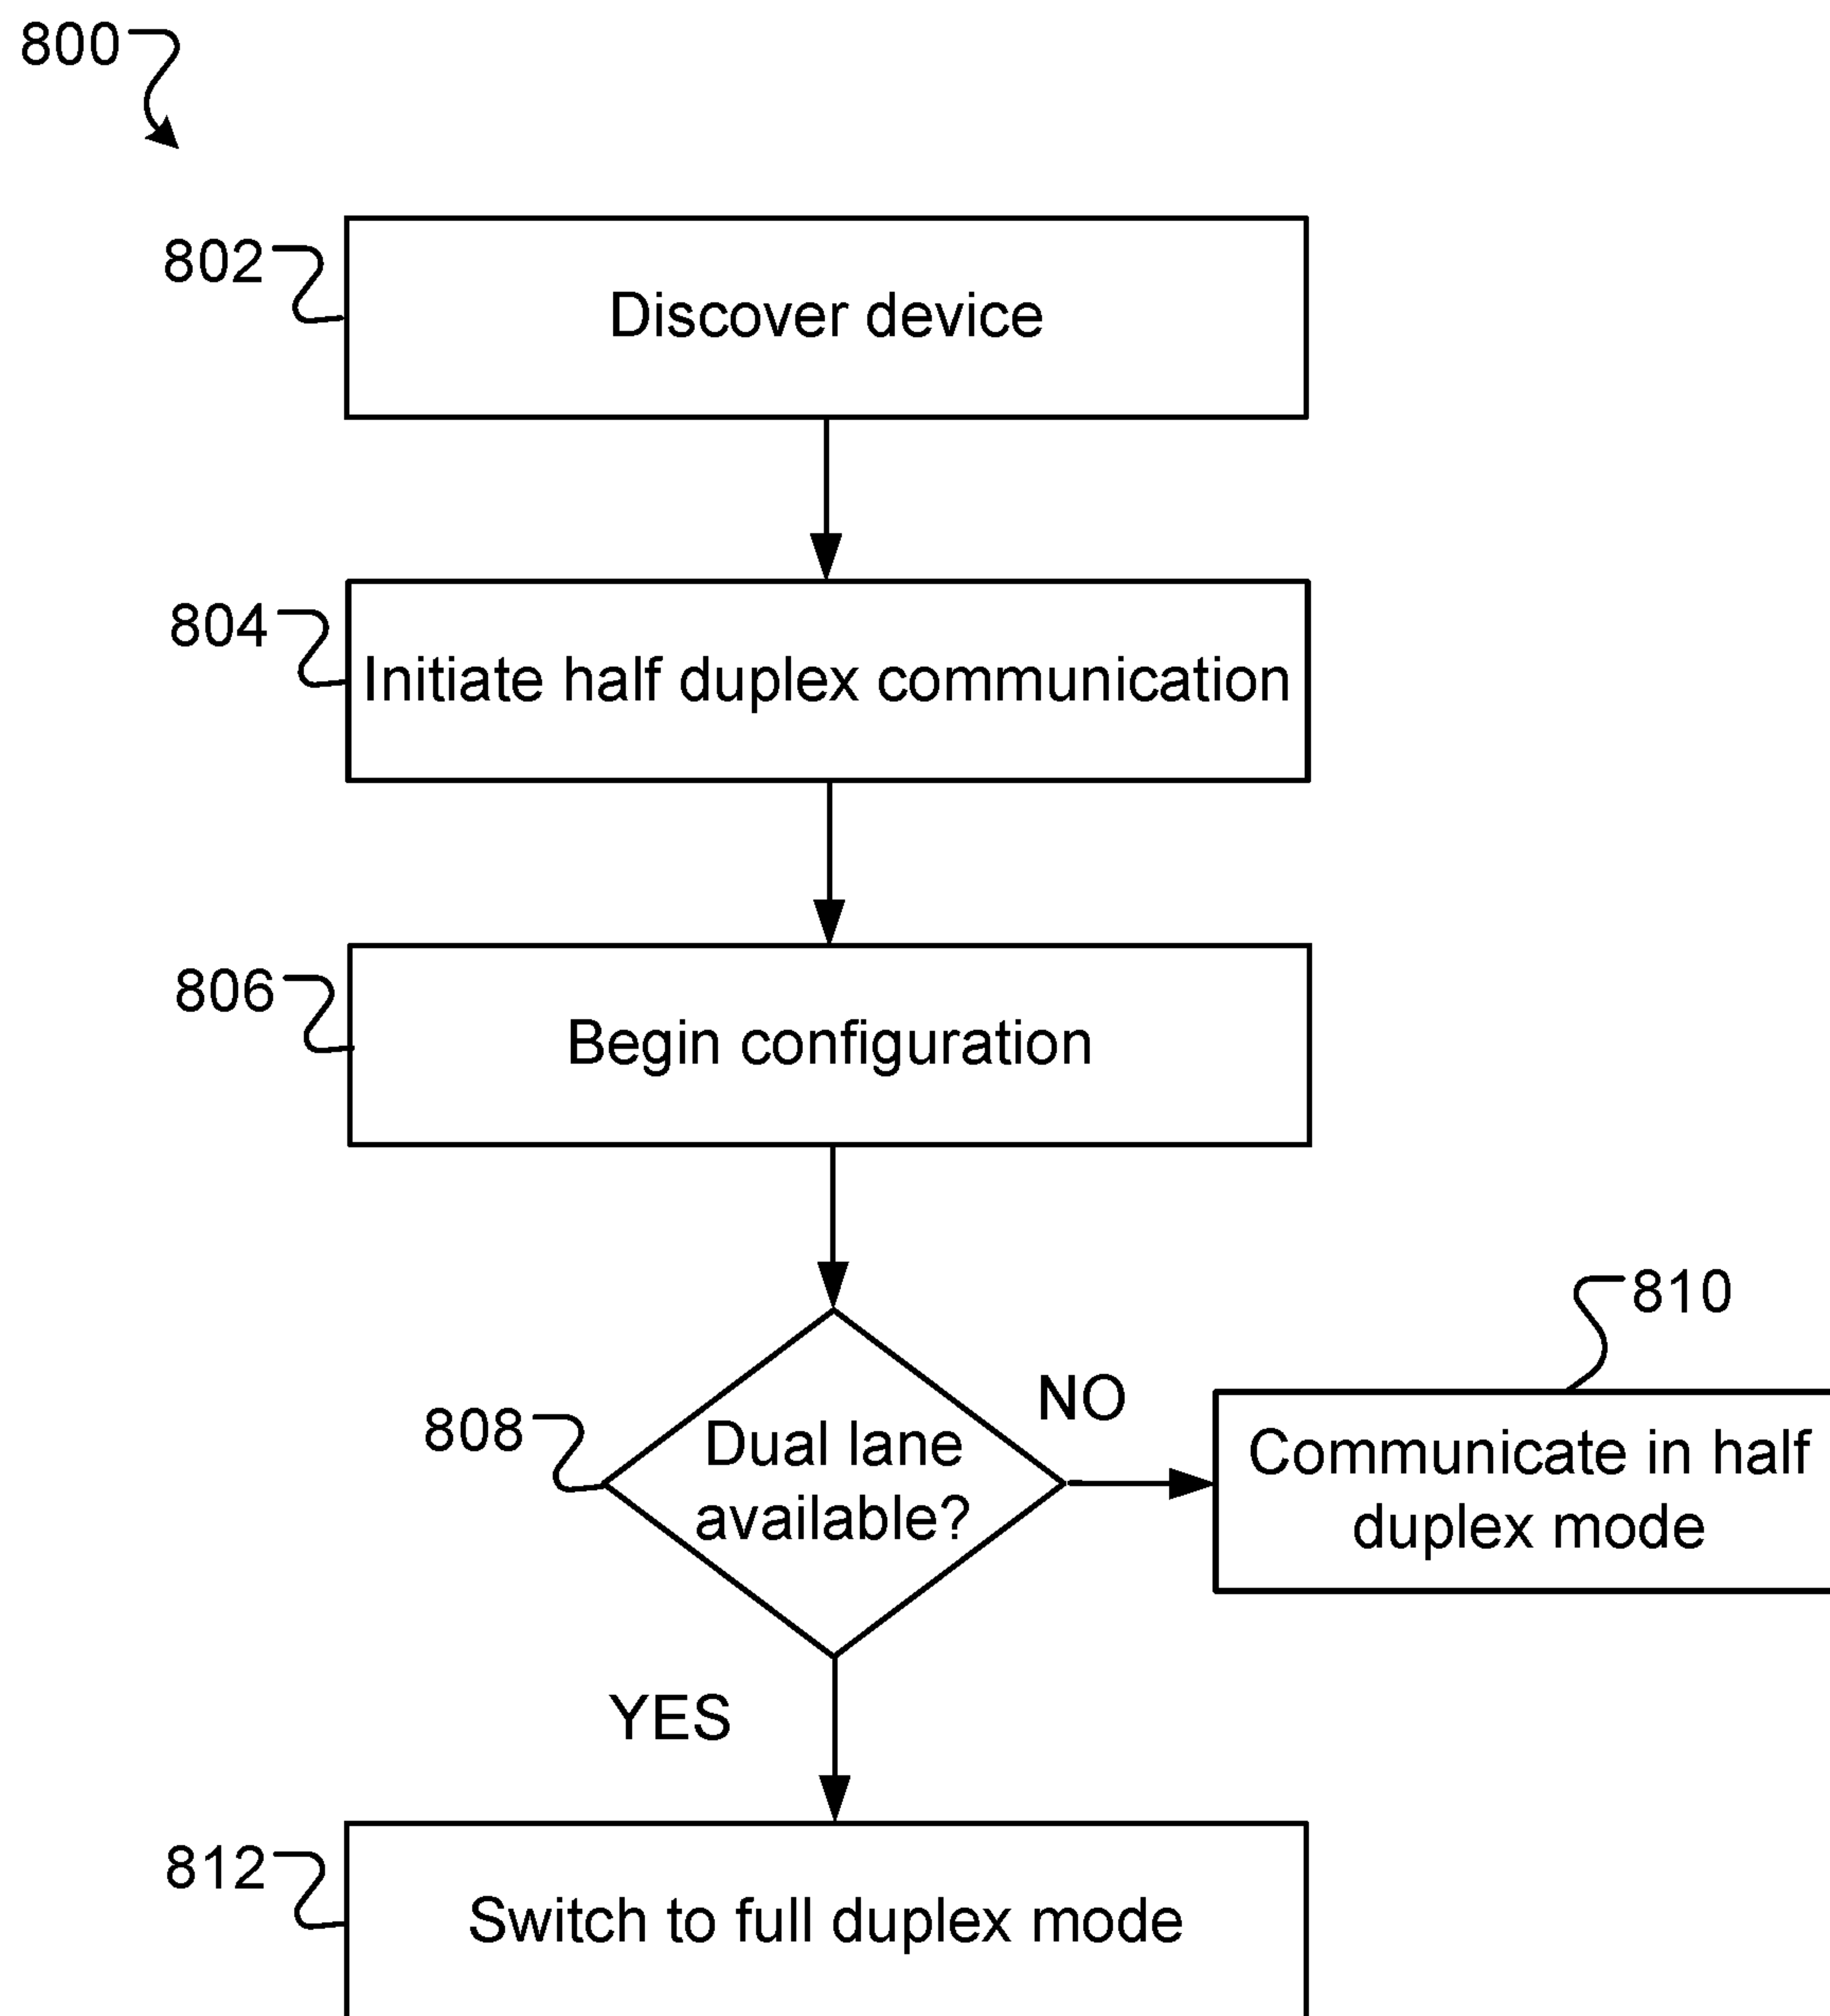 800
802
Discover device
804
Initiate half duplex communication
806
Begin configuration
810
NO
808
Dual lane
available?
Communicate in half
duplex mode
YES
812
Switch to full duplex mode